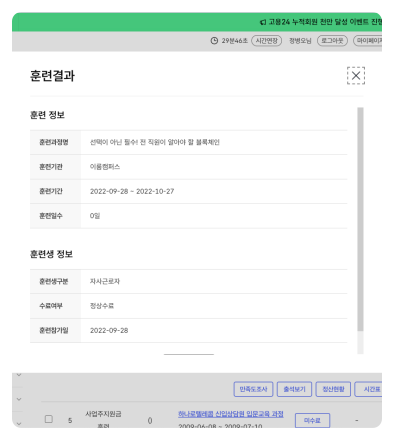 고용24 누적회원 천만 달성 이벤트 진행
29분46초 시간연장 정병모님 로그아웃 마이페이지
훈련결과
훈련 정보
훈련과정명 선택이 아닌 필수! 전 직원이 알아야 할 블록체인
훈련기관 이룸캠퍼스
훈련기간 2022-09-28 ~ 2022-10-27
훈련일수 0일
훈련생 정보
훈련생구분 자사근로자
수료여부 정상수료
훈련참가일 2022-09-28
만족도조사 출석보기 정산현황 시간표
사업주지원금 하나로텔레콤 신입상담원 입문교육 과정
5 () 미수료 -
훈련 2009-06-08 ~ 2009-07-10